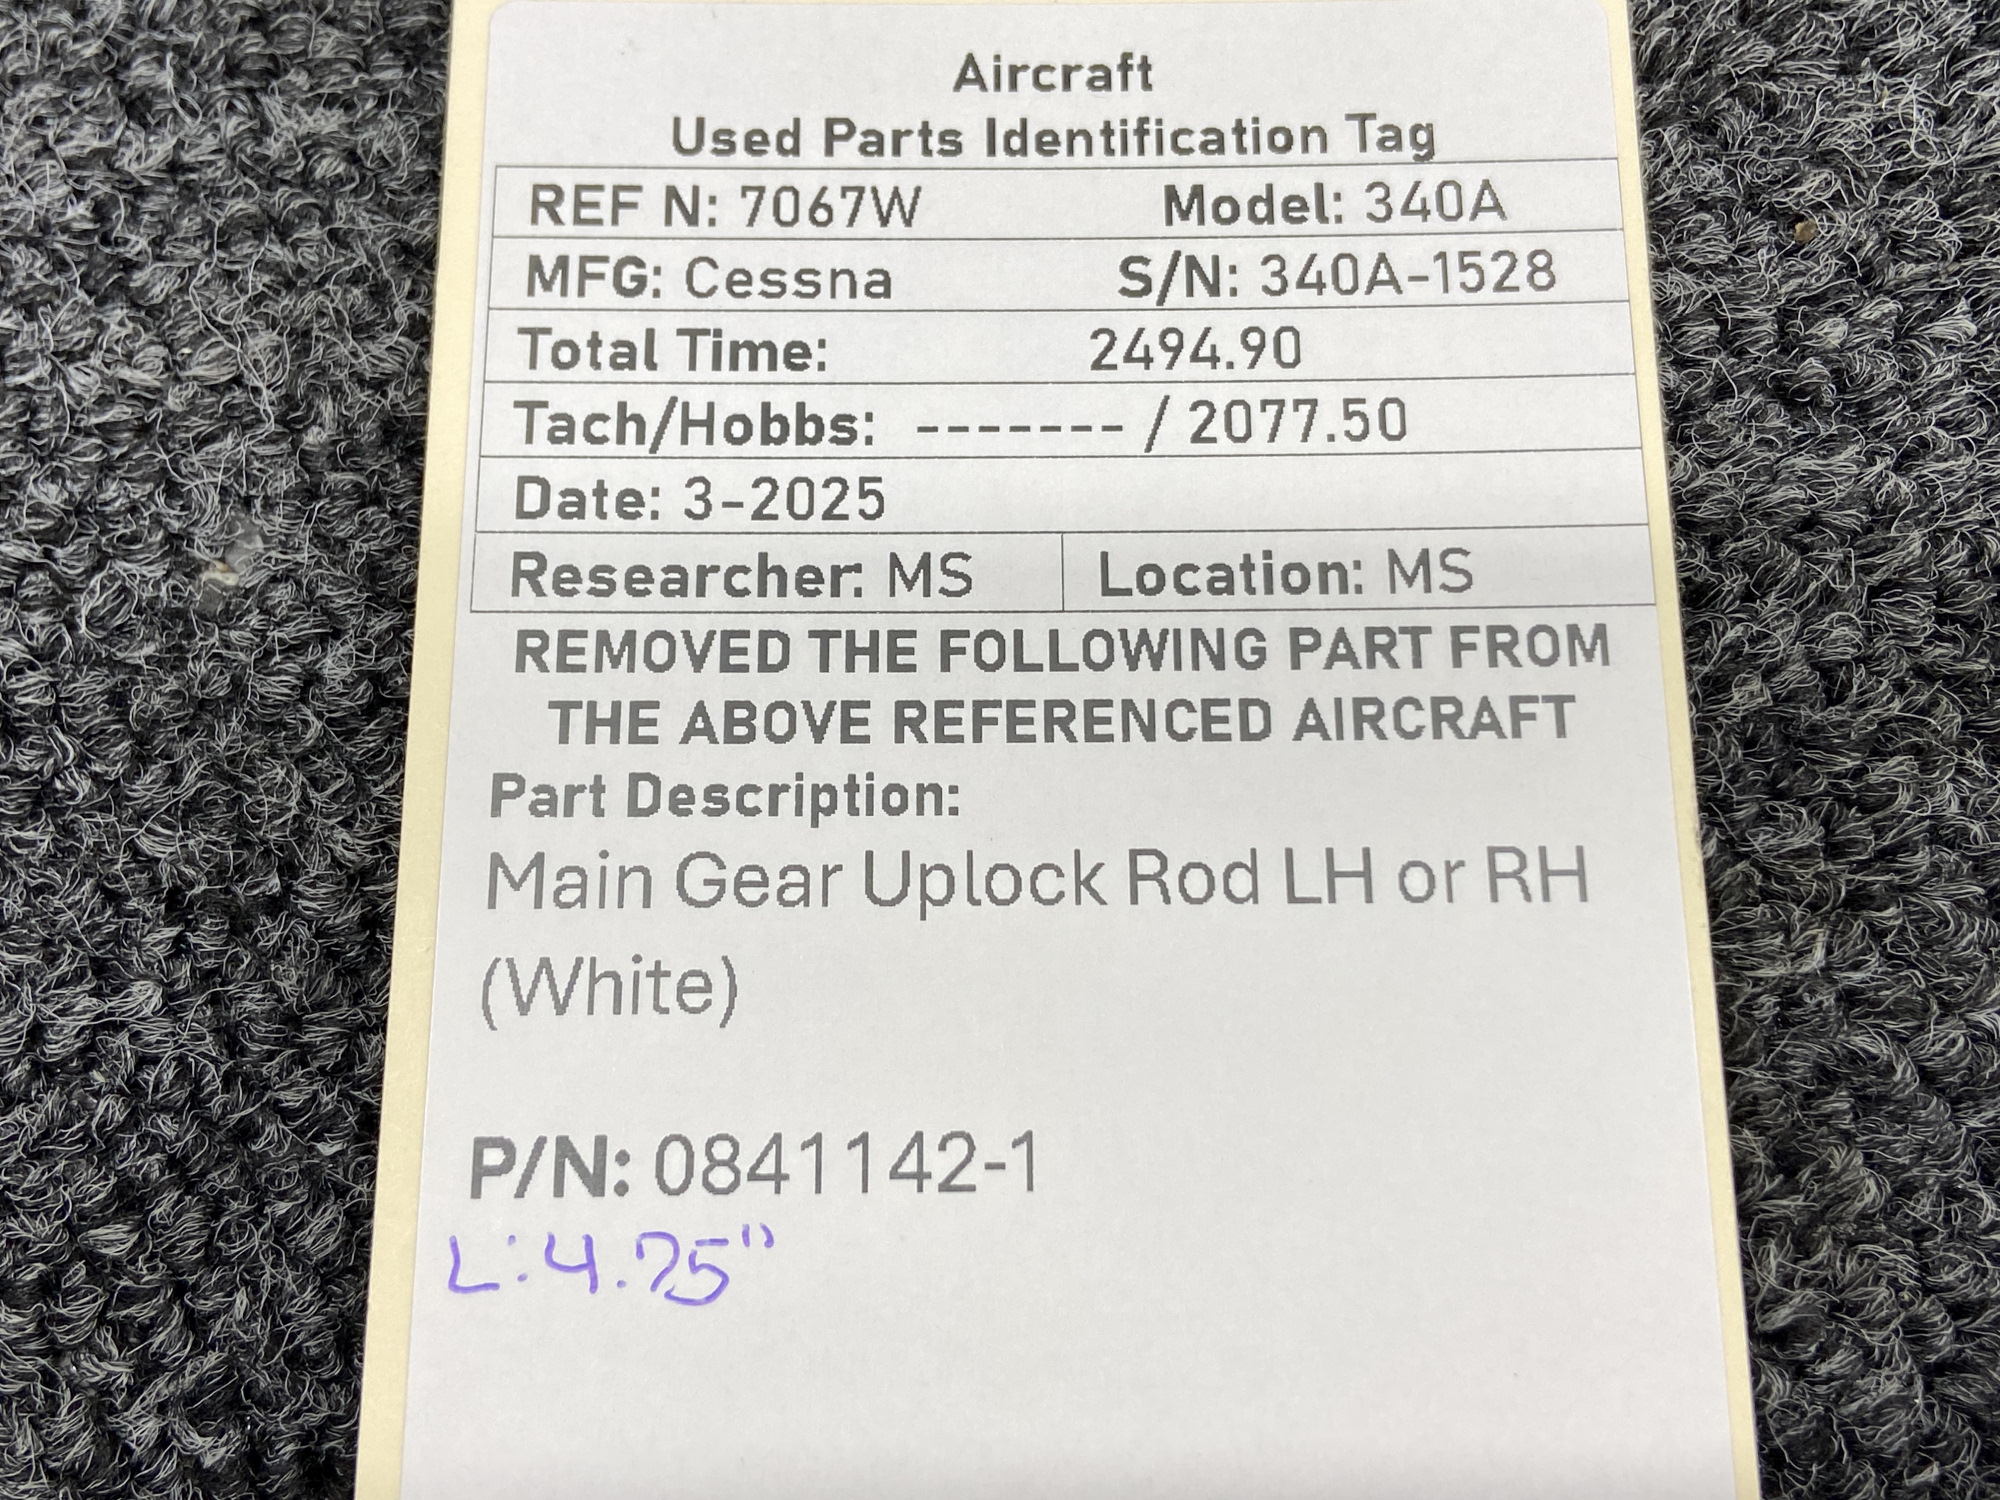 Aircraft
Used Parts Identification Tag
REF N: 7067W Model: 340A
MFG: Cessna S/N: 340A-1528
Total Time: 2494.90
Tach/Hobbs: ------- / 2077.50
Date: 3-2025
Researcher: MS Location: MS
REMOVED THE FOLLOWING PART FROM
THE ABOVE REFERENCED AIRCRAFT
Part Description:
Main Gear Uplock Rod LH or RH
(White)
P/N: 0841142-1
L: 4.75"